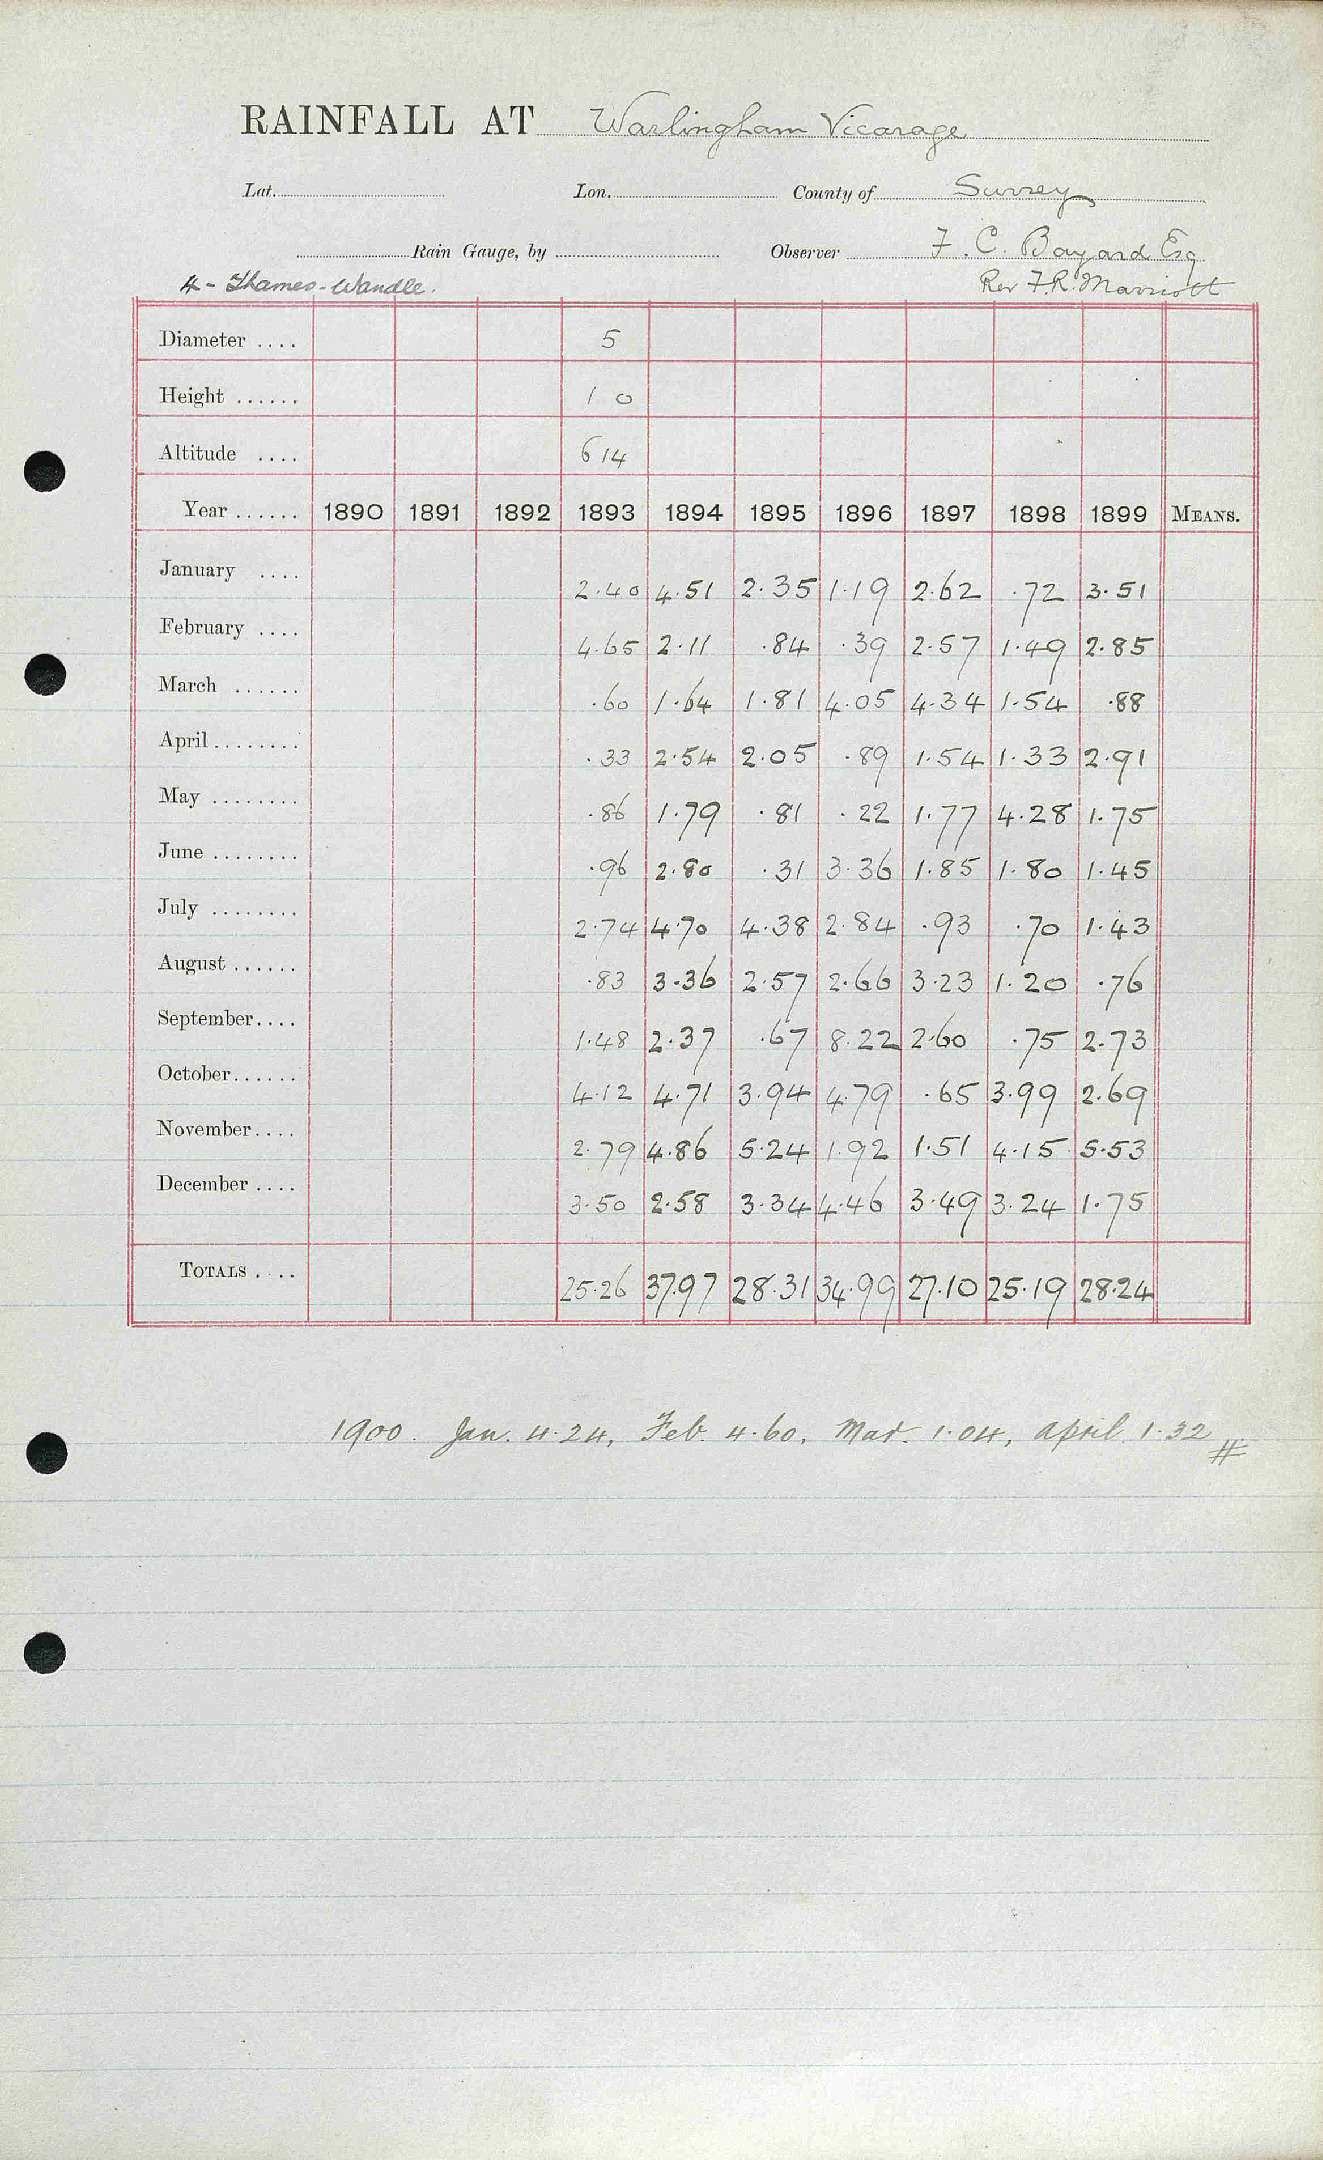 RAINFALL AT Warlingham Vicarage
Lat. Lon. County of Surrey
Rain Gauge, by Observer F. C. Bayard Esq
4 - Thames - Wandle. Rev F.R. Marriott
Diameter .... 5
Height ...... 1 0
Altitude .... 614
Year ...... 1890 1891 1892 1893 1894 1895 1896 1897 1898 1899 MEANS.
January .... 2.40 4.51 2.35 1.19 2.62 .72 3.51
February .... 4.65 2.11 .84 .39 2.57 1.49 2.85
March ...... .60 1.64 1.81 4.05 4.34 1.54 .88
April ........ .33 2.54 2.05 .89 1.54 1.33 2.91
May ........ .86 1.79 .81 .22 1.77 4.28 1.75
June ........ .96 2.80 .31 3.36 1.85 1.80 1.45
July ........ 2.74 4.70 4.38 2.84 .93 .70 1.43
August ...... .83 3.36 2.57 2.66 3.23 1.20 .76
September .... 1.48 2.37 .67 8.22 2.60 .75 2.73
October ...... 4.12 4.71 3.94 4.79 .65 3.99 2.69
November .... 2.79 4.86 5.24 1.92 1.51 4.15 5.53
December .... 3.50 2.58 3.34 4.46 3.49 3.24 1.75
TOTALS .... 25.26 37.97 28.31 34.99 27.10 25.19 28.24
1900. Jan. 4.24, Feb. 4.60, Mar. 1.04, April 1.32 #